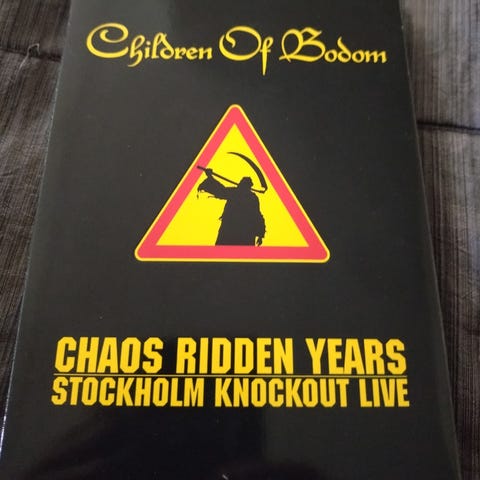 Children Of Bodom
CHAOS RIDDEN YEARS
STOCKHOLM KNOCKOUT LIVE